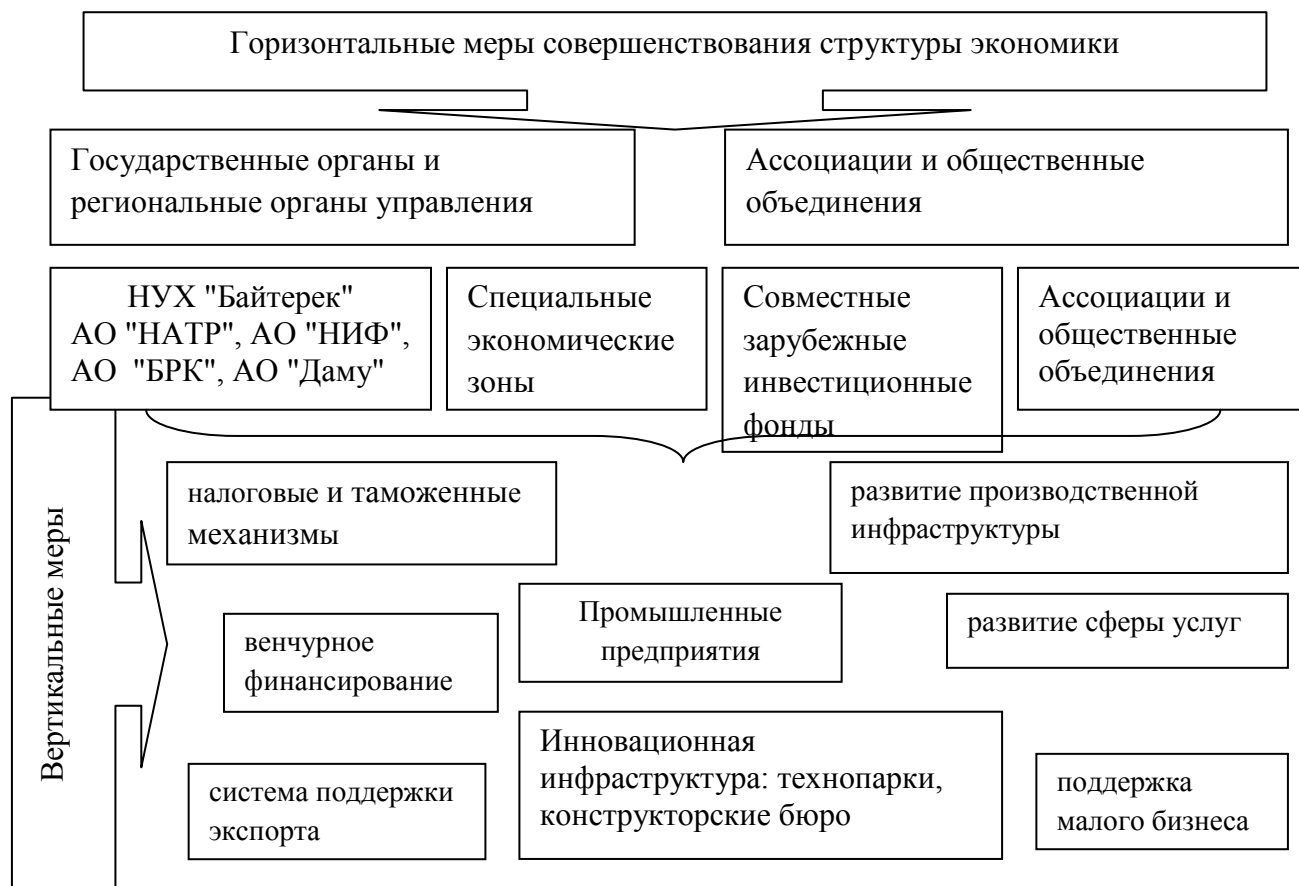 Горизонтальные меры совершенствования структуры экономики
Государственные органы и
региональные органы управления
Ассоциации и общественные
объединения
НУХ "Байтерек"
АО "НАТР", АО "НИФ",
АО "БРК", АО "Даму"
Специальные
экономические
зоны
Совместные
зарубежные
инвестиционные
фонды
Ассоциации и
общественные
объединения
Вертикальные меры
налоговые и таможенные
механизмы
развитие производственной
инфраструктуры
венчурное
финансирование
Промышленные
предприятия
развитие сферы услуг
система поддержки
экспорта
Инновационная
инфраструктура: технопарки,
конструкторские бюро
поддержка
малого бизнеса